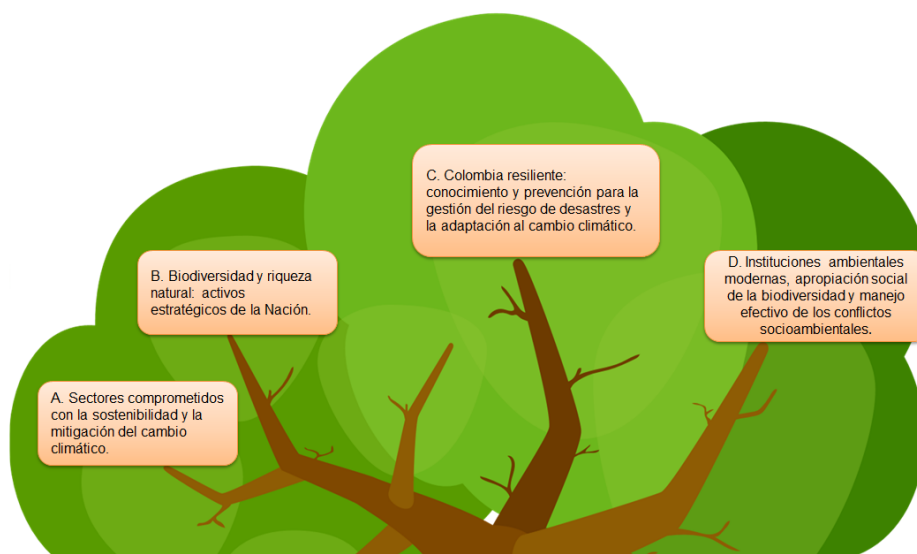 A. Sectores comprometidos
con la sostenibilidad y la
mitigación del cambio
climático.
B. Biodiversidad y riqueza
natural: activos
estratégicos de la Nación.
C. Colombia resiliente:
conocimiento y prevención para la
gestión del riesgo de desastres y
la adaptación al cambio climático.
D. Instituciones ambientales
modernas, apropiación social
de la biodiversidad y manejo
efectivo de los conflictos
socioambientales.